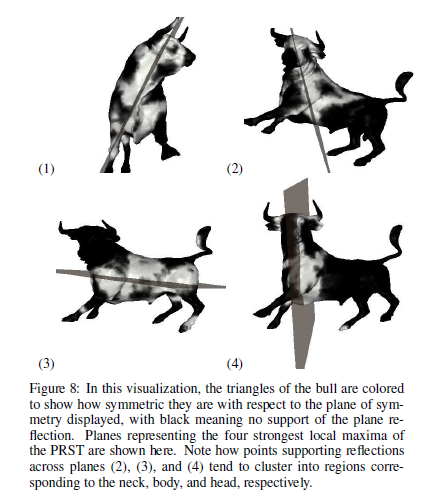 (1)
(2)
(3)
(4)
Figure 8: In this visualization, the triangles of the bull are colored
to show how symmetric they are with respect to the plane of sym-
metry displayed, with black meaning no support of the plane re-
flection. Planes representing the four strongest local maxima of
the PRST are shown here. Note how points supporting reflections
across planes (2), (3), and (4) tend to cluster into regions corre-
sponding to the neck, body, and head, respectively.